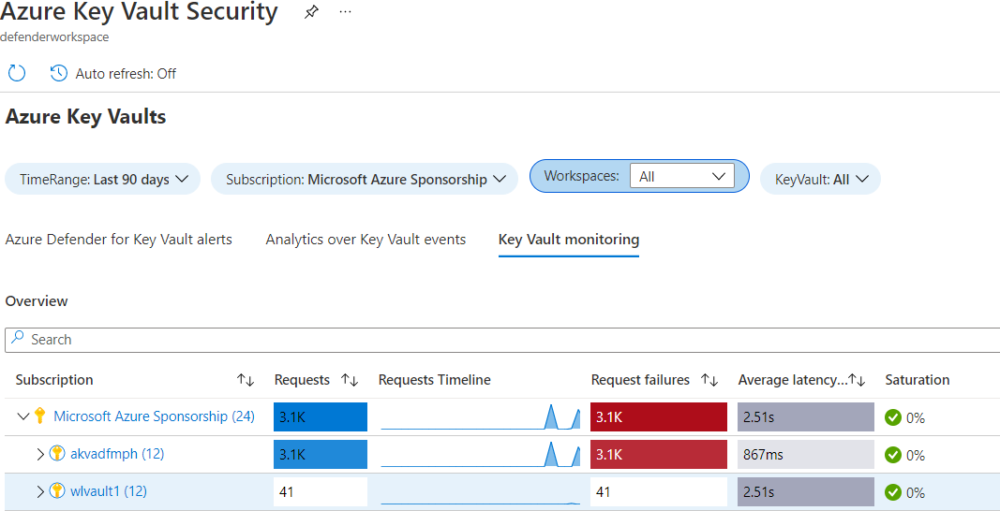 Azure Key Vault Security ...
defenderworkspace
Auto refresh: Off
Azure Key Vaults
TimeRange: Last 90 days Subscription: Microsoft Azure Sponsorship Workspaces: All KeyVault: All
Azure Defender for Key Vault alerts Analytics over Key Vault events Key Vault monitoring
Overview
Search
Subscription Requests Requests Timeline Request failures Average latency... Saturation
Microsoft Azure Sponsorship (24) 3.1K 3.1K 2.51s 0%
akvadfmph (12) 3.1K 3.1K 867ms 0%
wlvault1 (12) 41 41 2.51s 0%